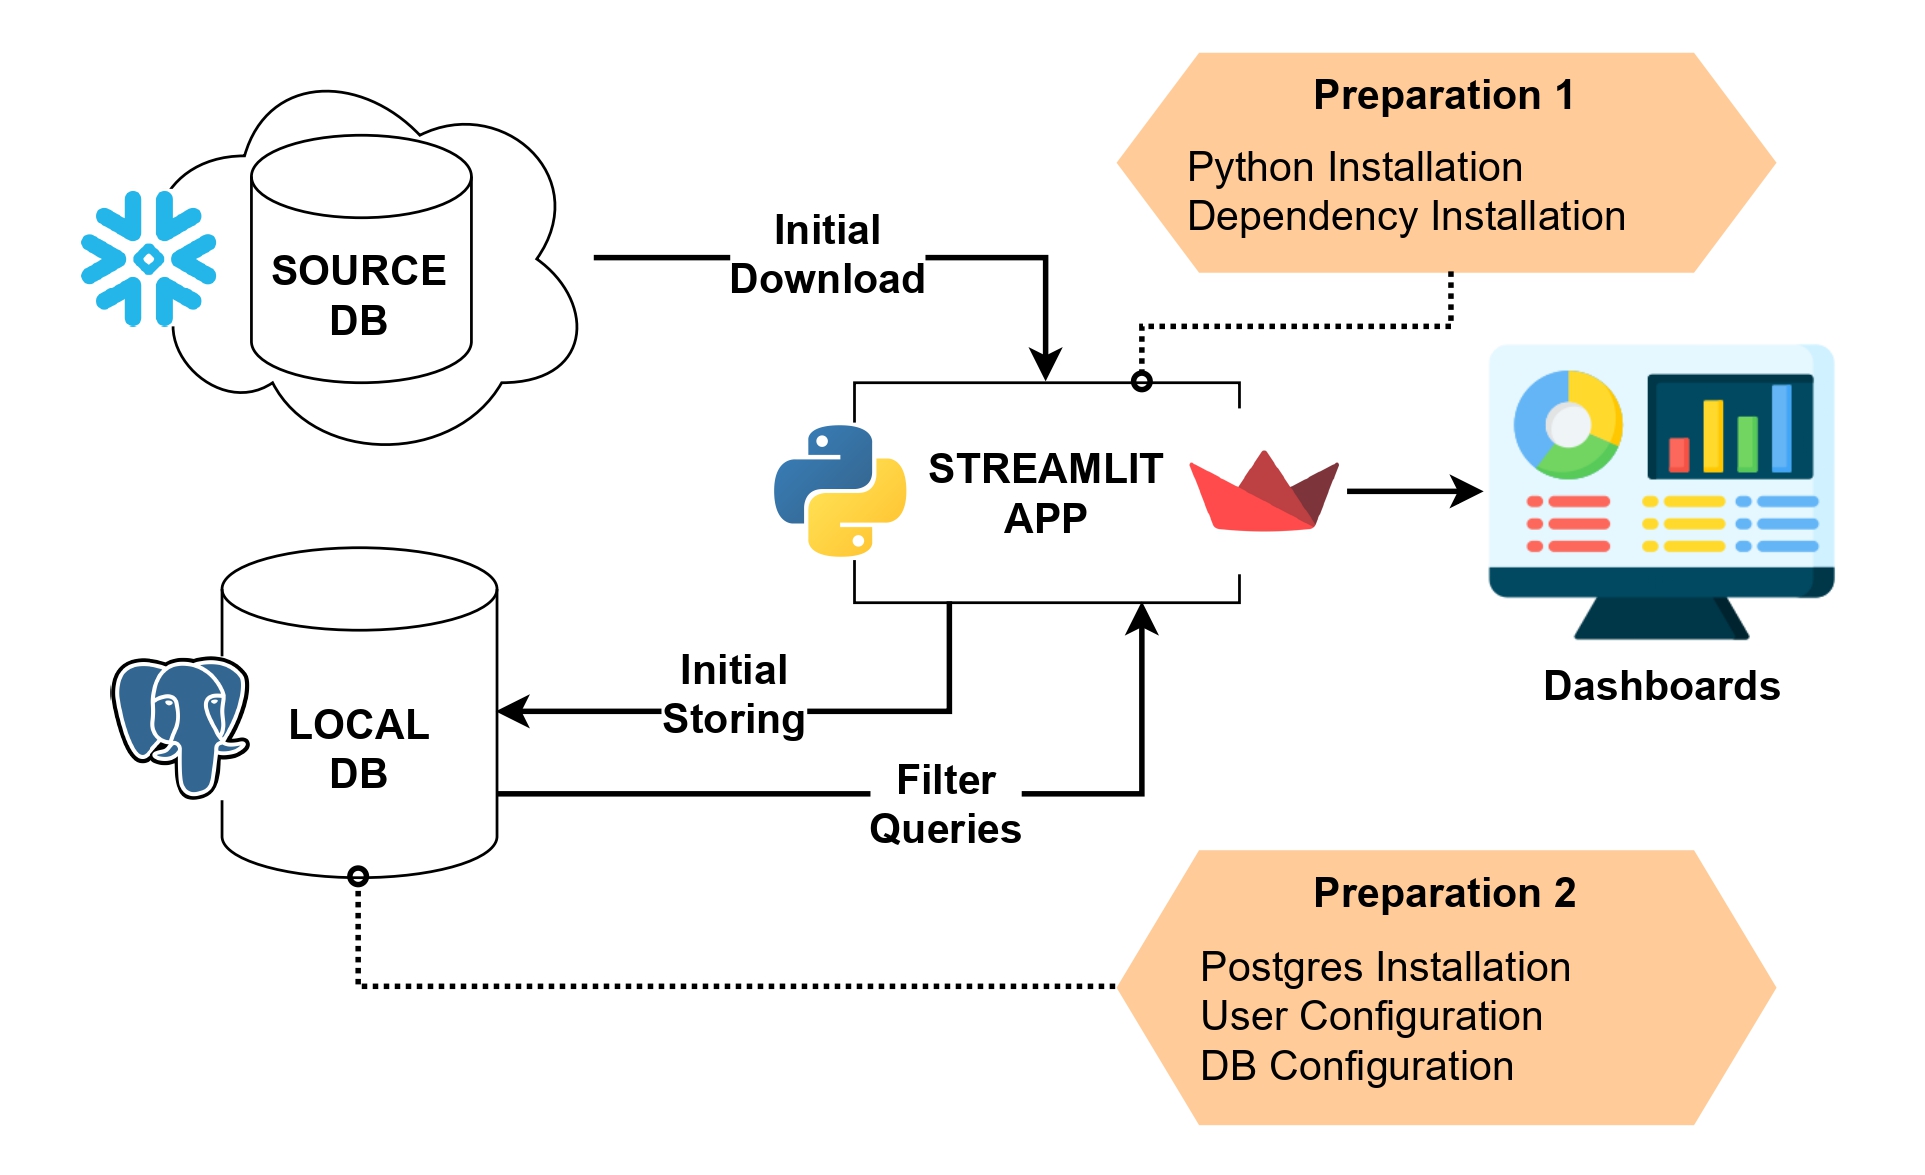 Preparation 1
Python Installation
Dependency Installation
Initial
Download
SOURCE
DB
STREAMLIT
APP
Dashboards
Initial
Storing
LOCAL
DB
Filter
Queries
Preparation 2
Postgres Installation
User Configuration
DB Configuration